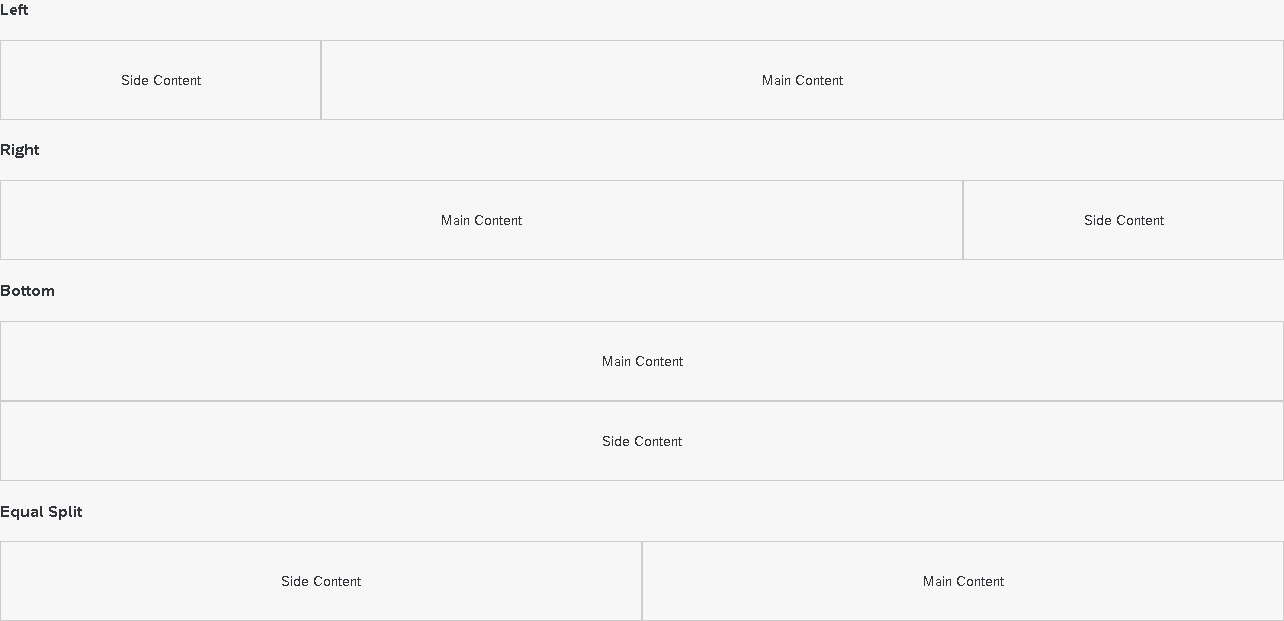 Left
Side Content Main Content
Right
Main Content Side Content
Bottom
Main Content
Side Content
Equal Split
Side Content Main Content